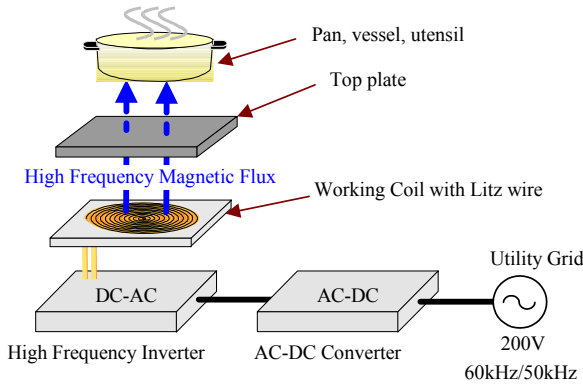 Pan, vessel, utensil
Top plate
High Frequency Magnetic Flux
Working Coil with Litz wire
Utility Grid
DC-AC
AC-DC
200V
High Frequency Inverter
AC-DC Converter
60kHz/50kHz